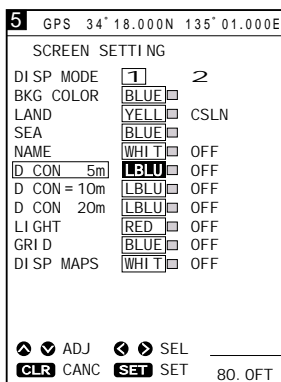 5 GPS 34°18.000N 135°01.000E
SCREEN SETTING
DISP MODE 1 2
BKG COLOR BLUE
LAND YELL CSLN
SEA BLUE
NAME WHIT OFF
D CON 5m LBLU OFF
D CON=10m LBLU OFF
D CON 20m LBLU OFF
LIGHT RED OFF
GRID BLUE OFF
DISP MAPS WHIT OFF
ADJ SEL
CLR CANC SET SET 80.0FT